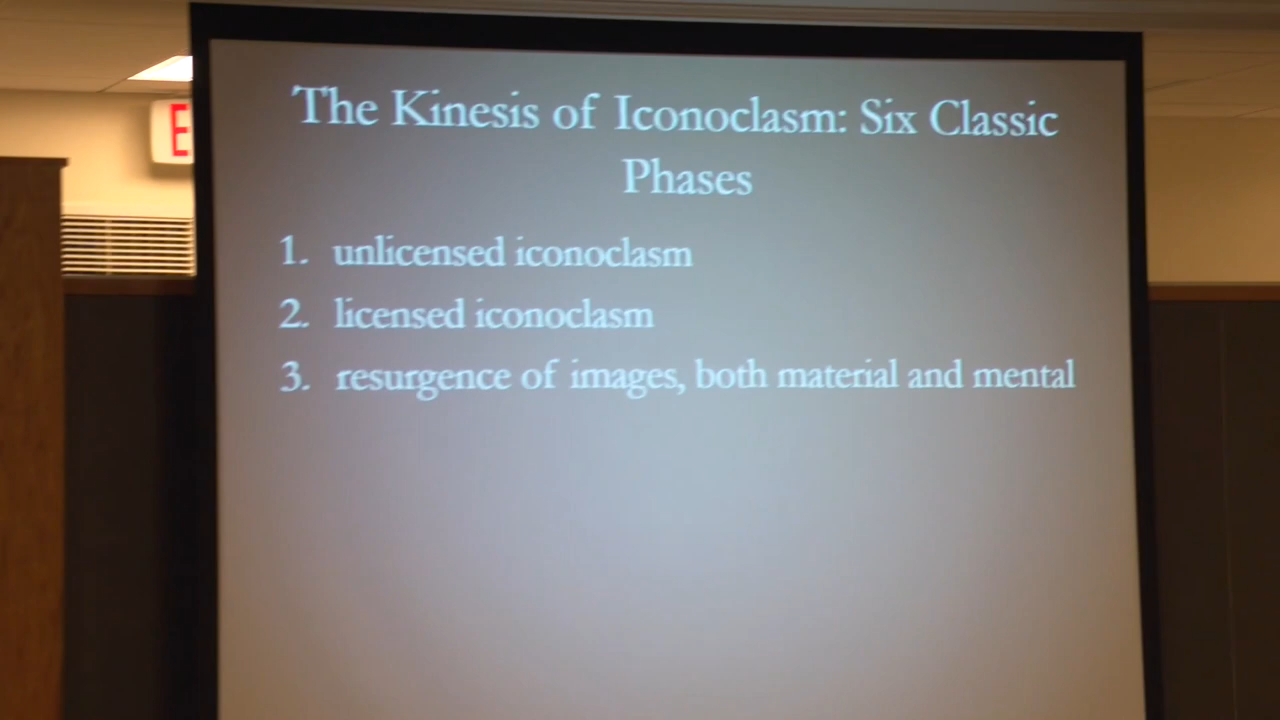 E
The Kinesis of Iconoclasm: Six Classic
Phases
1. unlicensed iconoclasm
2. licensed iconoclasm
3. resurgence of images, both material and mental